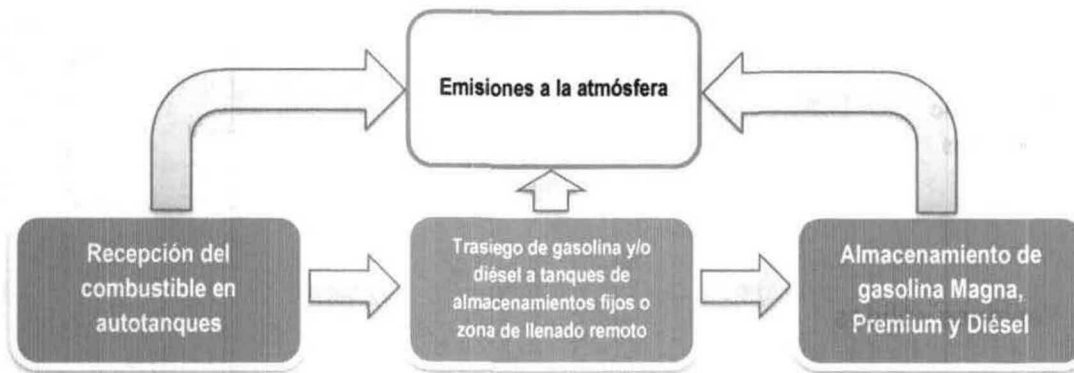 Emisiones a la atmósfera
Recepción del
combustible en
autotanques
Trasiego de gasolina y/o
diésel a tanques de
almacenamientos fijos o
zona de llenado remoto
Almacenamiento de
gasolina Magna,
Premium y Diésel